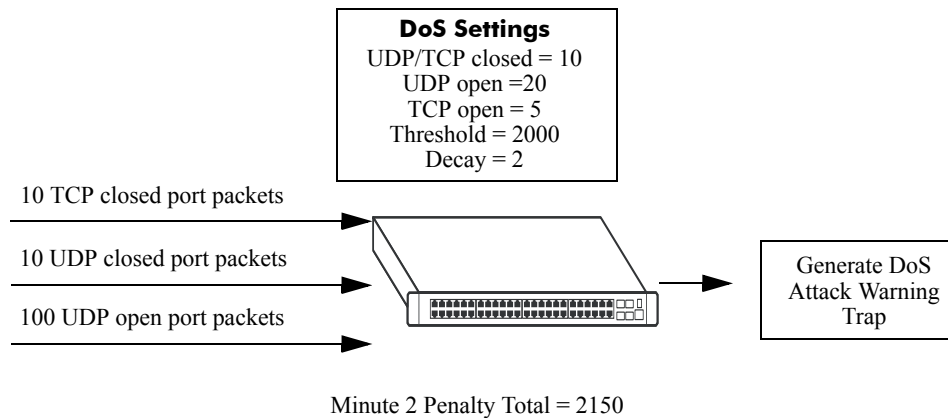 DoS Settings
UDP/TCP closed = 10
UDP open =20
TCP open = 5
Threshold = 2000
Decay = 2
10 TCP closed port packets
10 UDP closed port packets
100 UDP open port packets
Generate DoS
Attack Warning
Trap
Minute 2 Penalty Total = 2150